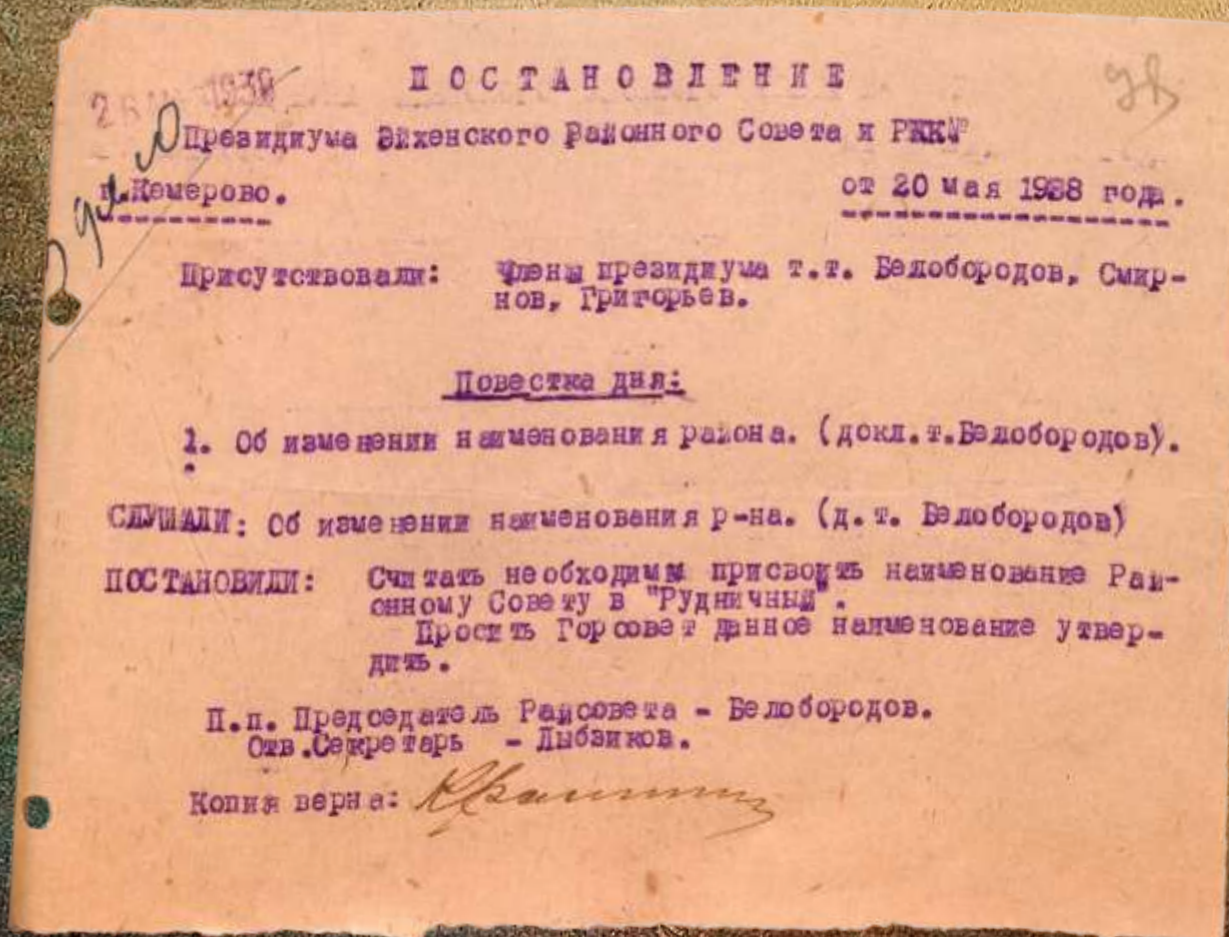 ПОСТАНОВЛЕНИЕ
Президиума Эйхенского Районного Совета и РККД
г.Кемерово.
от 20 мая 1938 года.
Присутствовали: Члены президиума т.т. Белобородов, Смир-
нов, Григорьев.
Повестка дня:
1. Об изменении наименования района. (докл.т.Белобородов).
СЛУШАЛИ: Об изменении наименования р-на. (д.т. Белобородов)
ПОСТАНОВИЛИ: Считать необходимым присвоить наименование Рай-
онному Совету в "Рудничный".
Просить Горсовет данное наименование утвер-
дить.
П.п. Председатель Райсовета - Белобородов.
Отв.Секретарь - Лыбзиков.
Копия верна: